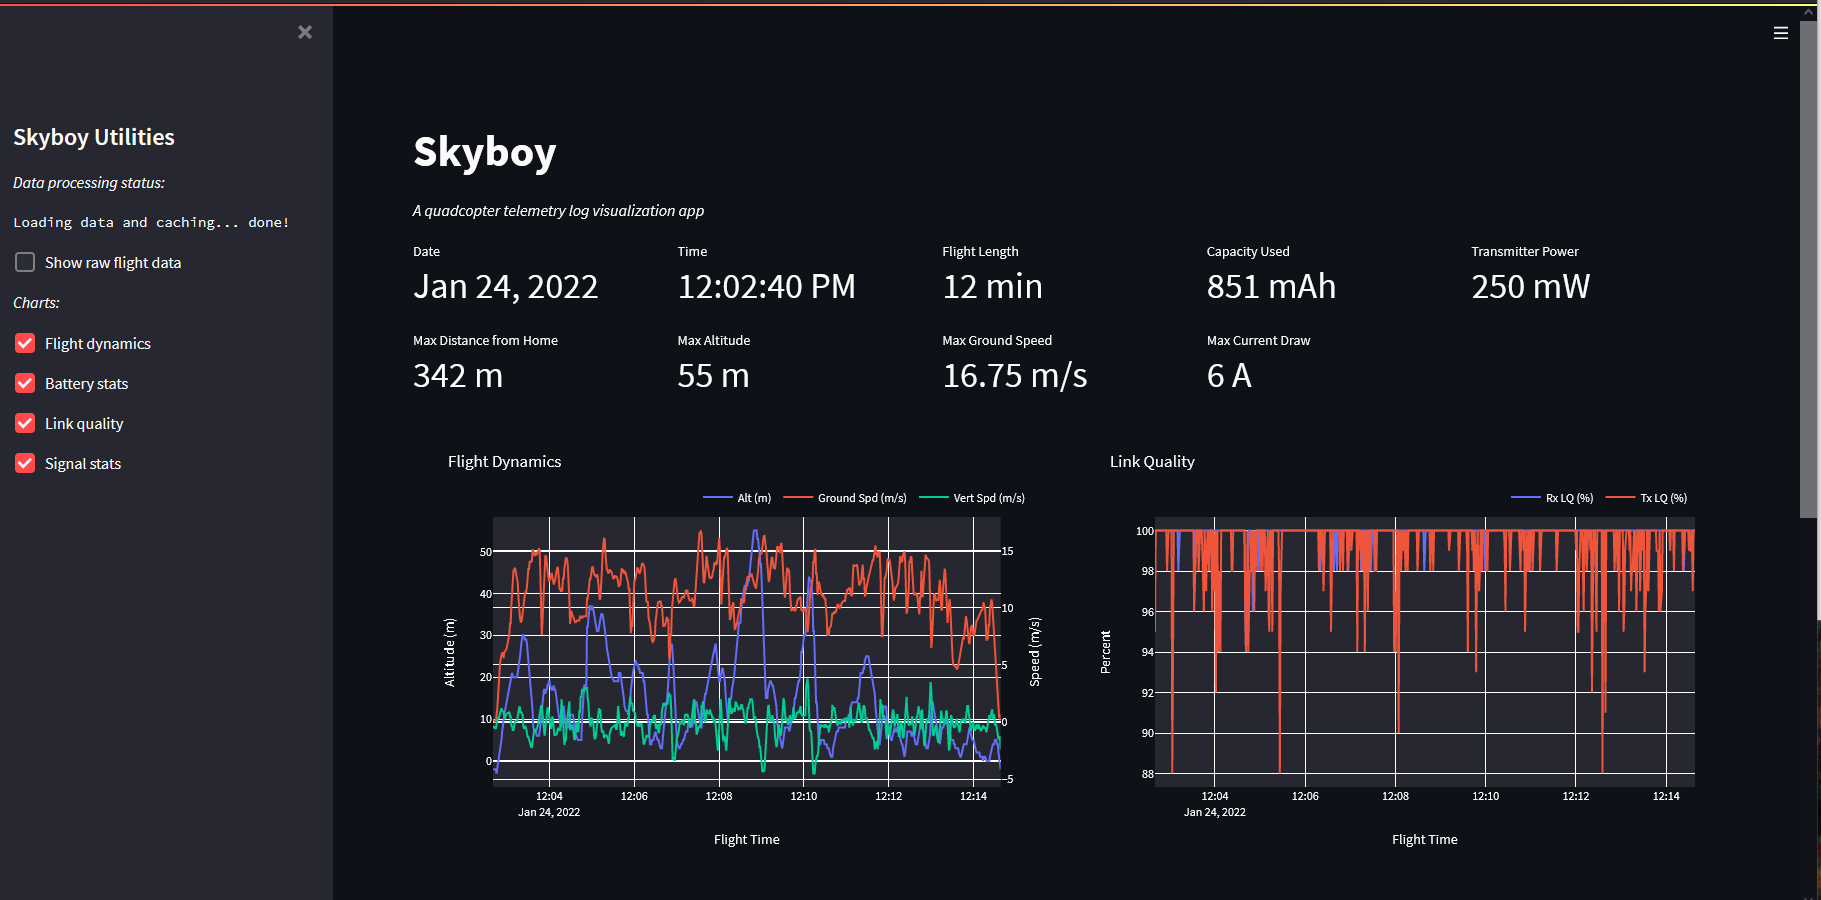 Skyboy Utilities
Data processing status:
Loading data and caching... done!
Show raw flight data
Charts:
Flight dynamics
Battery stats
Link quality
Signal stats
Skyboy
A quadcopter telemetry log visualization app
Date
Time
Flight Length
Capacity Used
Transmitter Power
Jan 24, 2022
12:02:40 PM
12 min
851 mAh
250 mW
Max Distance from Home
Max Altitude
Max Ground Speed
Max Current Draw
342 m
55 m
16.75 m/s
6 A
Flight Dynamics
Alt (m)
Ground Spd (m/s)
Vert Spd (m/s)
Altitude (m)
50
40
30
20
10
0
15
10
5
0
−5
Speed (m/s)
12:04
12:06
12:08
12:10
12:12
12:14
Jan 24, 2022
Flight Time
Link Quality
Rx LQ (%)
Tx LQ (%)
Percent
100
98
96
94
92
90
88
12:04
12:06
12:08
12:10
12:12
12:14
Jan 24, 2022
Flight Time